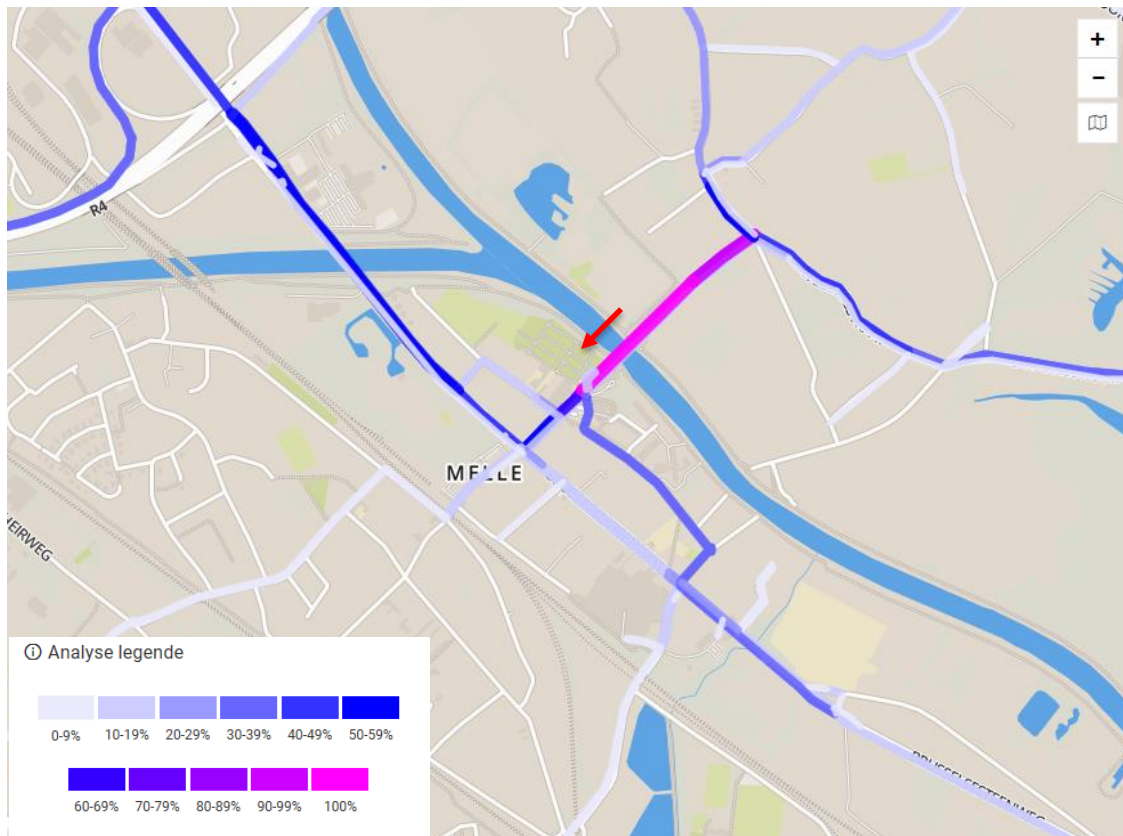 +
−
R4
MELLE
HEIRWEG
BRUSSELSESTEENWEG
Analyse legende
0-9% 10-19% 20-29% 30-39% 40-49% 50-59%
60-69% 70-79% 80-89% 90-99% 100%